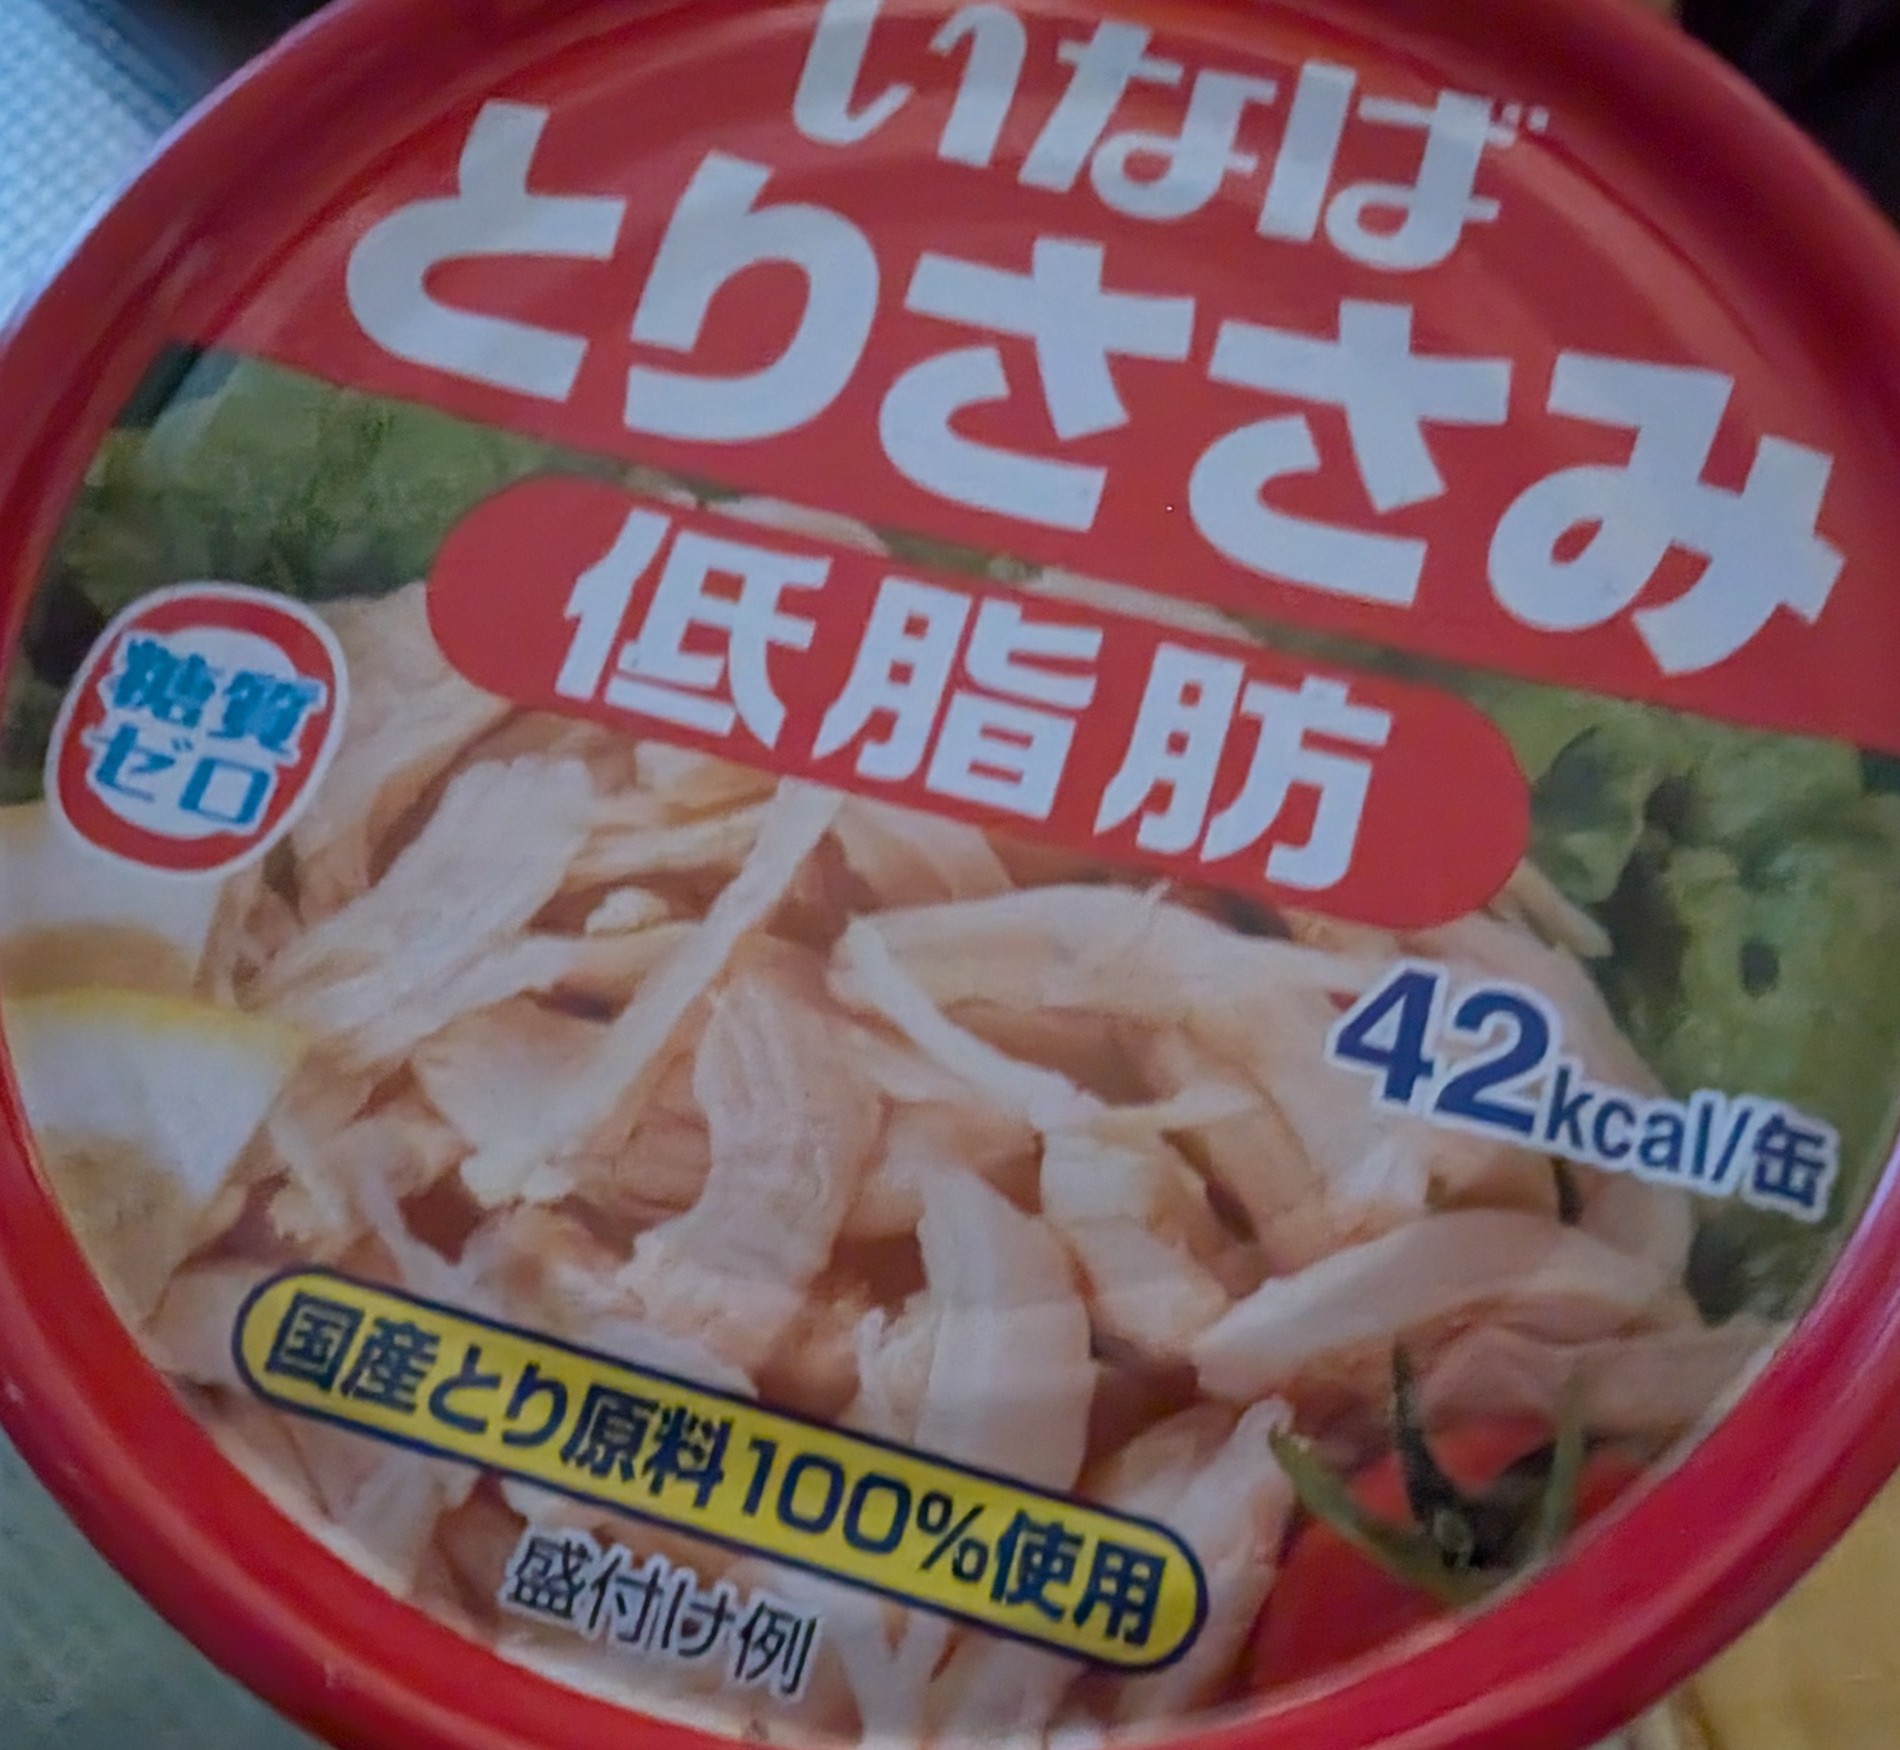 いなば
とりささみ
低脂肪
糖質
ゼロ
42kcal/缶
国産とり原料100%使用
盛付け例